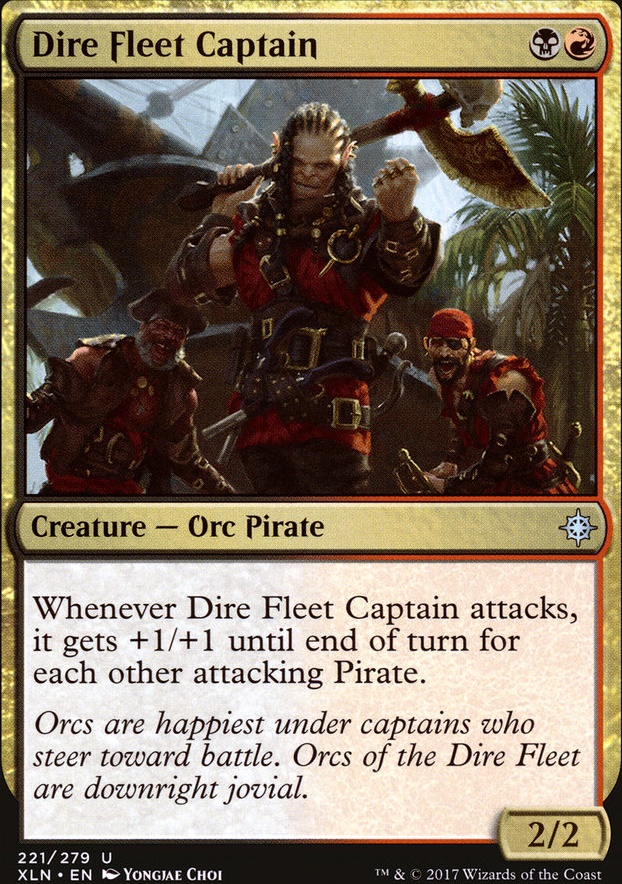 Dire Fleet Captain
Creature — Orc Pirate
Whenever Dire Fleet Captain attacks,
it gets +1/+1 until end of turn for
each other attacking Pirate.
Orcs are happiest under captains who
steer toward battle. Orcs of the Dire Fleet
are downright jovial.
2/2
221/279 U
XLN • EN Yongjae Choi
™ & © 2017 Wizards of the Coast